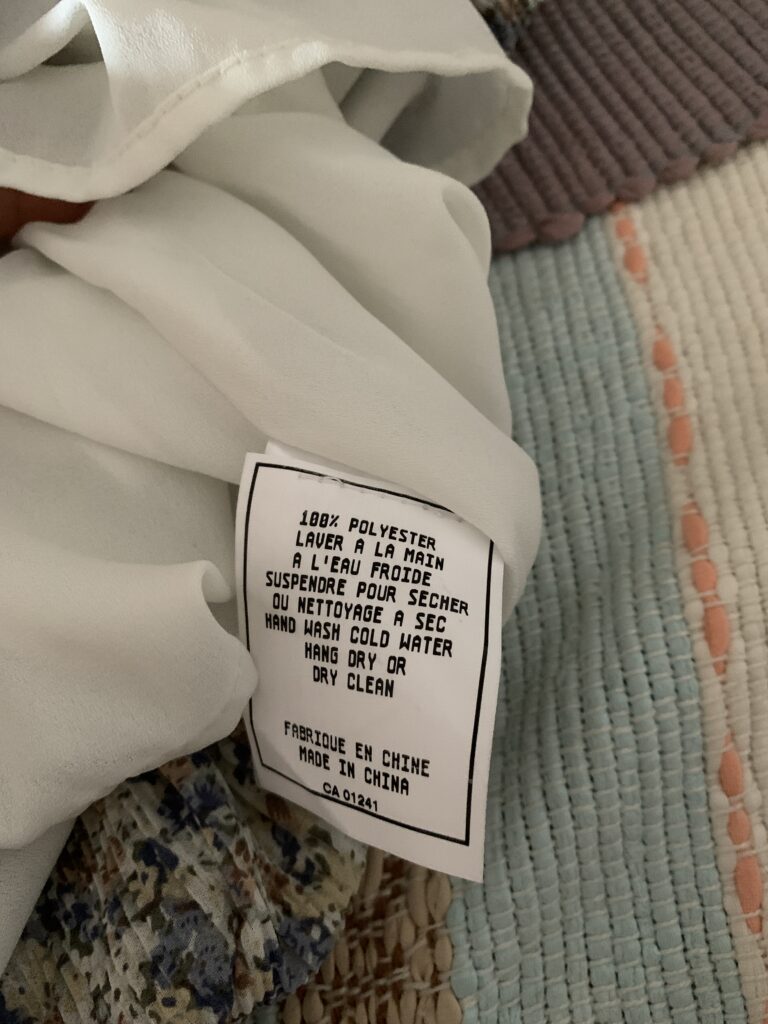 100% POLYESTER
LAVER A LA MAIN
A L'EAU FROIDE
SUSPENDRE POUR SECHER
OU NETTOYAGE A SEC
HAND WASH COLD WATER
HANG DRY OR
DRY CLEAN
FABRIQUE EN CHINE
MADE IN CHINA
CA 01241